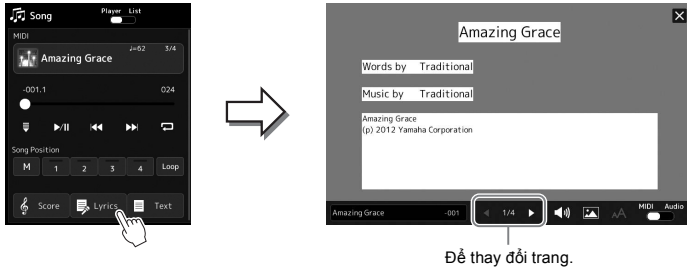 Song
Player List
MIDI
Amazing Grace
♩=62 3/4
-001.1 024
Song Position
M 1 2 3 4 Loop
Score Lyrics Text
Amazing Grace
Words by Traditional
Music by Traditional
Amazing Grace
(p) 2012 Yamaha Corporation
Amazing Grace -001 1/4 AA MIDI Audio
Để thay đổi trang.